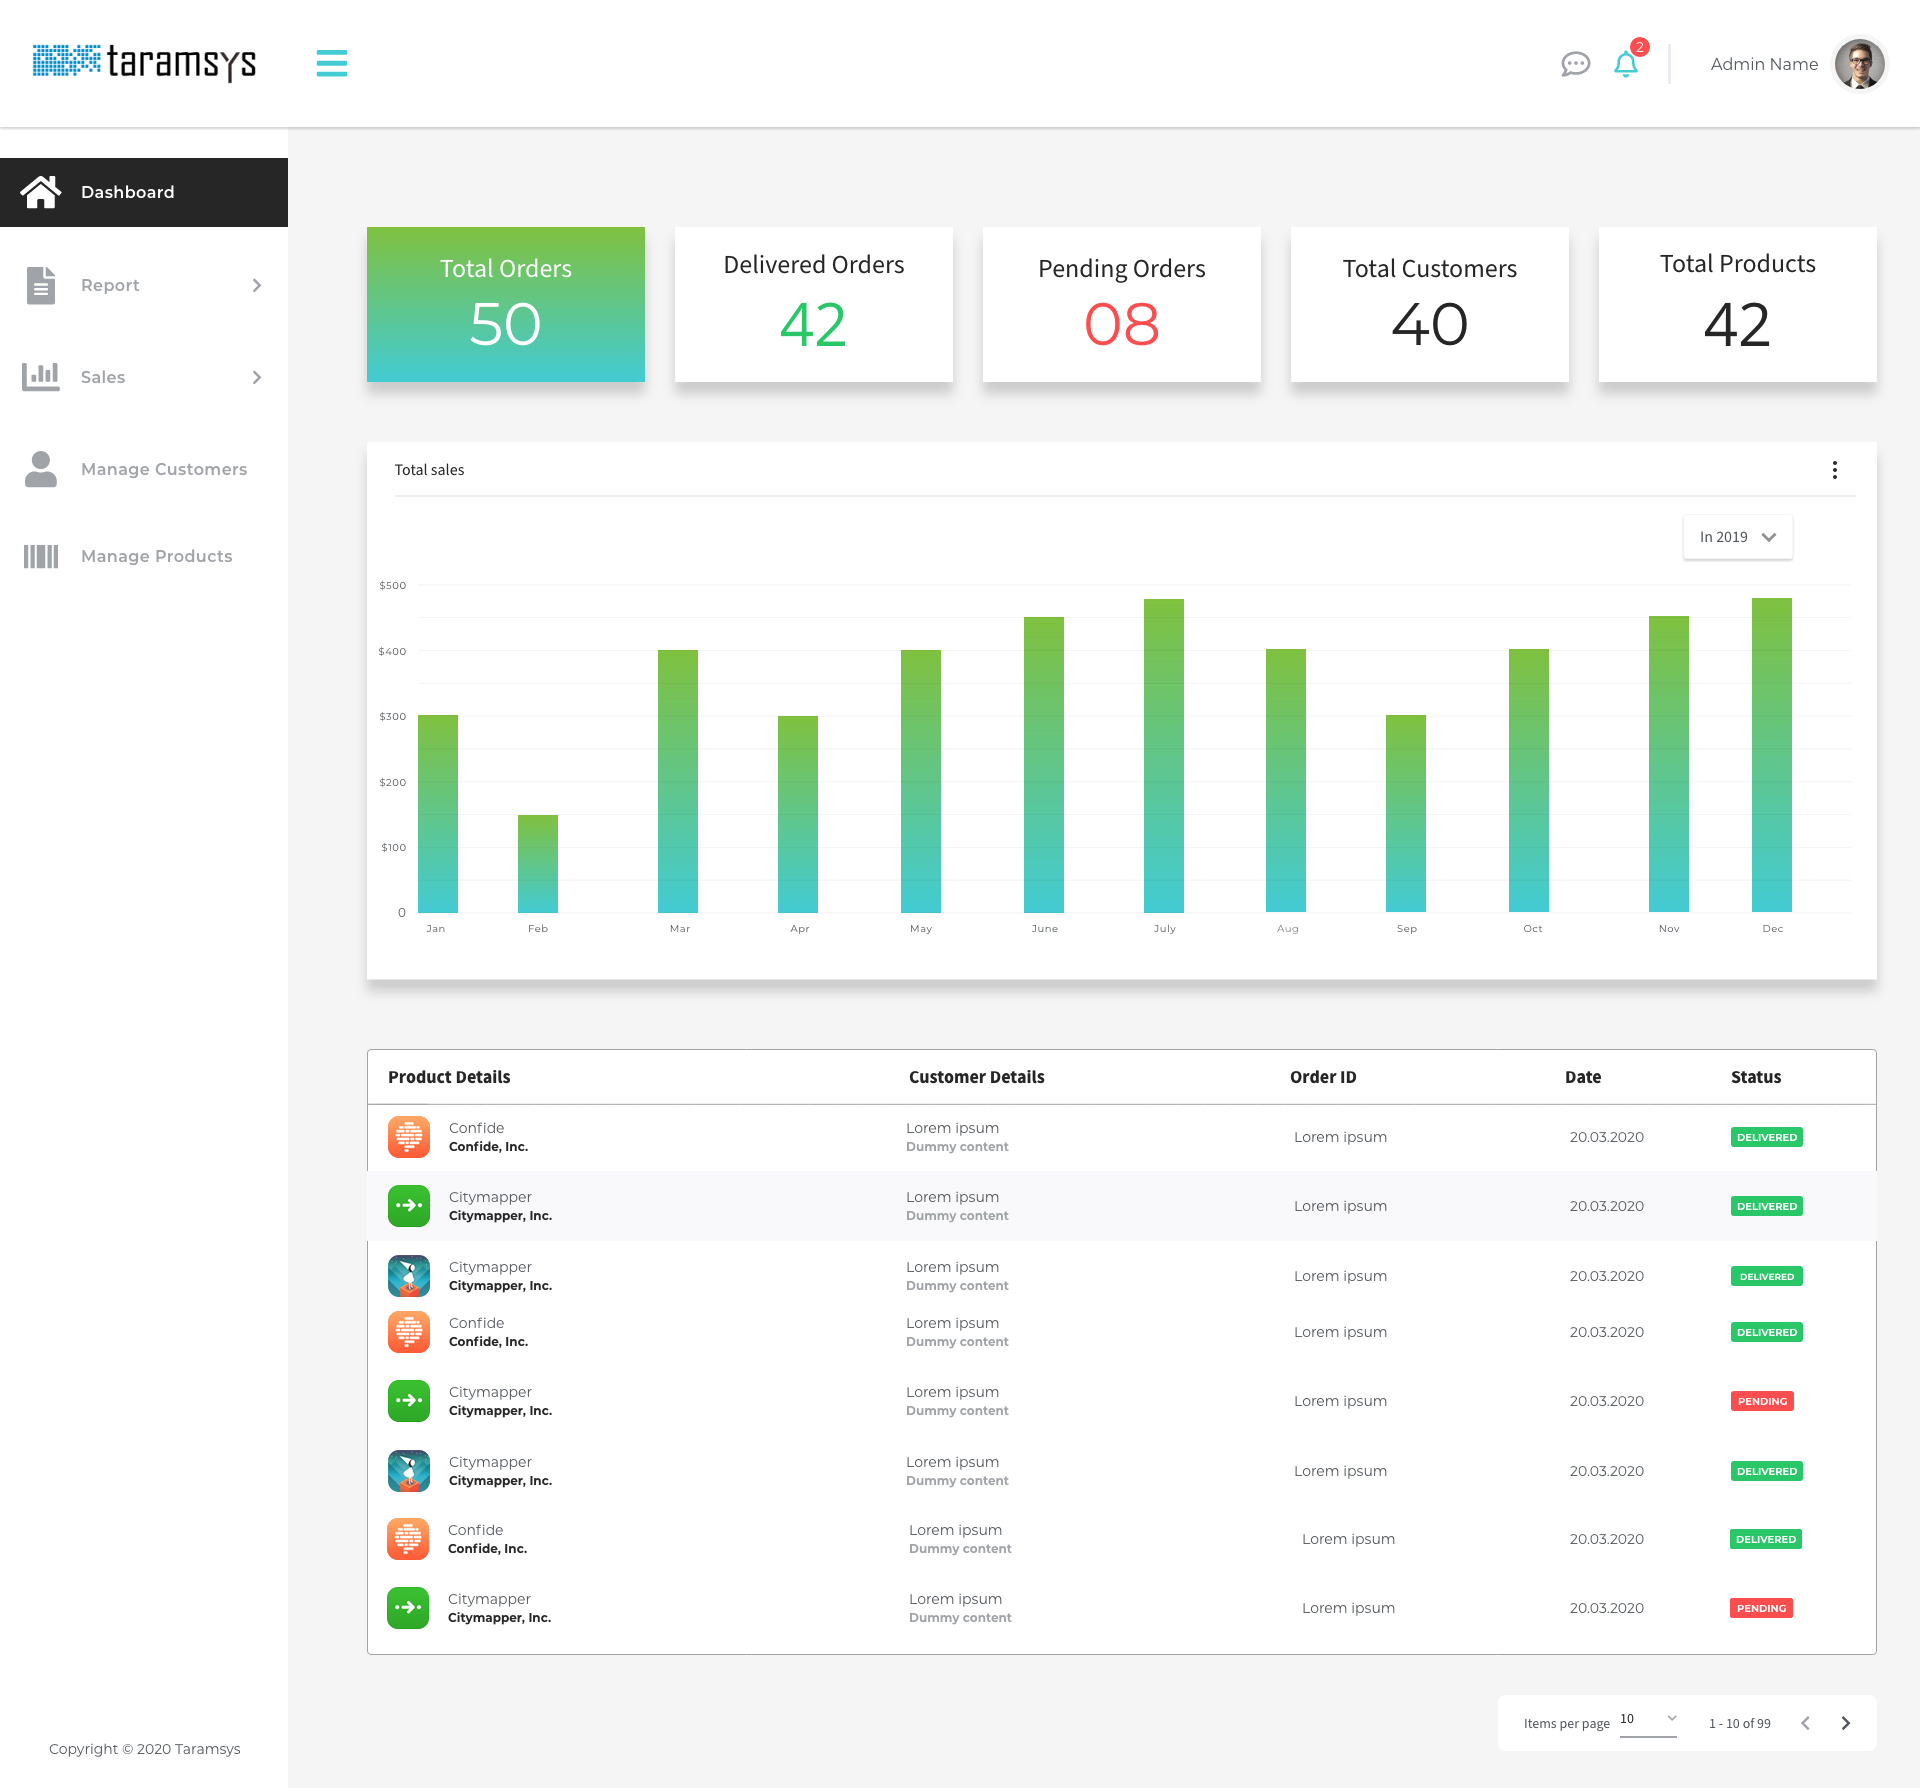 taramsys
2
Admin Name
Dashboard
Report
Sales
Manage Customers
Manage Products
Copyright © 2020 Taramsys
Total Orders
50
Delivered Orders
42
Pending Orders
08
Total Customers
40
Total Products
42
Total sales
In 2019
$500
$400
$300
$200
$100
0
Jan Feb Mar Apr May June July Aug Sep Oct Nov Dec
Product Details Customer Details Order ID Date Status
Confide
Confide, Inc.
Lorem ipsum
Dummy content
Lorem ipsum
20.03.2020
DELIVERED
Citymapper
Citymapper, Inc.
Lorem ipsum
Dummy content
Lorem ipsum
20.03.2020
DELIVERED
Citymapper
Citymapper, Inc.
Lorem ipsum
Dummy content
Lorem ipsum
20.03.2020
DELIVERED
Confide
Confide, Inc.
Lorem ipsum
Dummy content
Lorem ipsum
20.03.2020
DELIVERED
Citymapper
Citymapper, Inc.
Lorem ipsum
Dummy content
Lorem ipsum
20.03.2020
PENDING
Citymapper
Citymapper, Inc.
Lorem ipsum
Dummy content
Lorem ipsum
20.03.2020
DELIVERED
Confide
Confide, Inc.
Lorem ipsum
Dummy content
Lorem ipsum
20.03.2020
DELIVERED
Citymapper
Citymapper, Inc.
Lorem ipsum
Dummy content
Lorem ipsum
20.03.2020
PENDING
Items per page 10 1 - 10 of 99